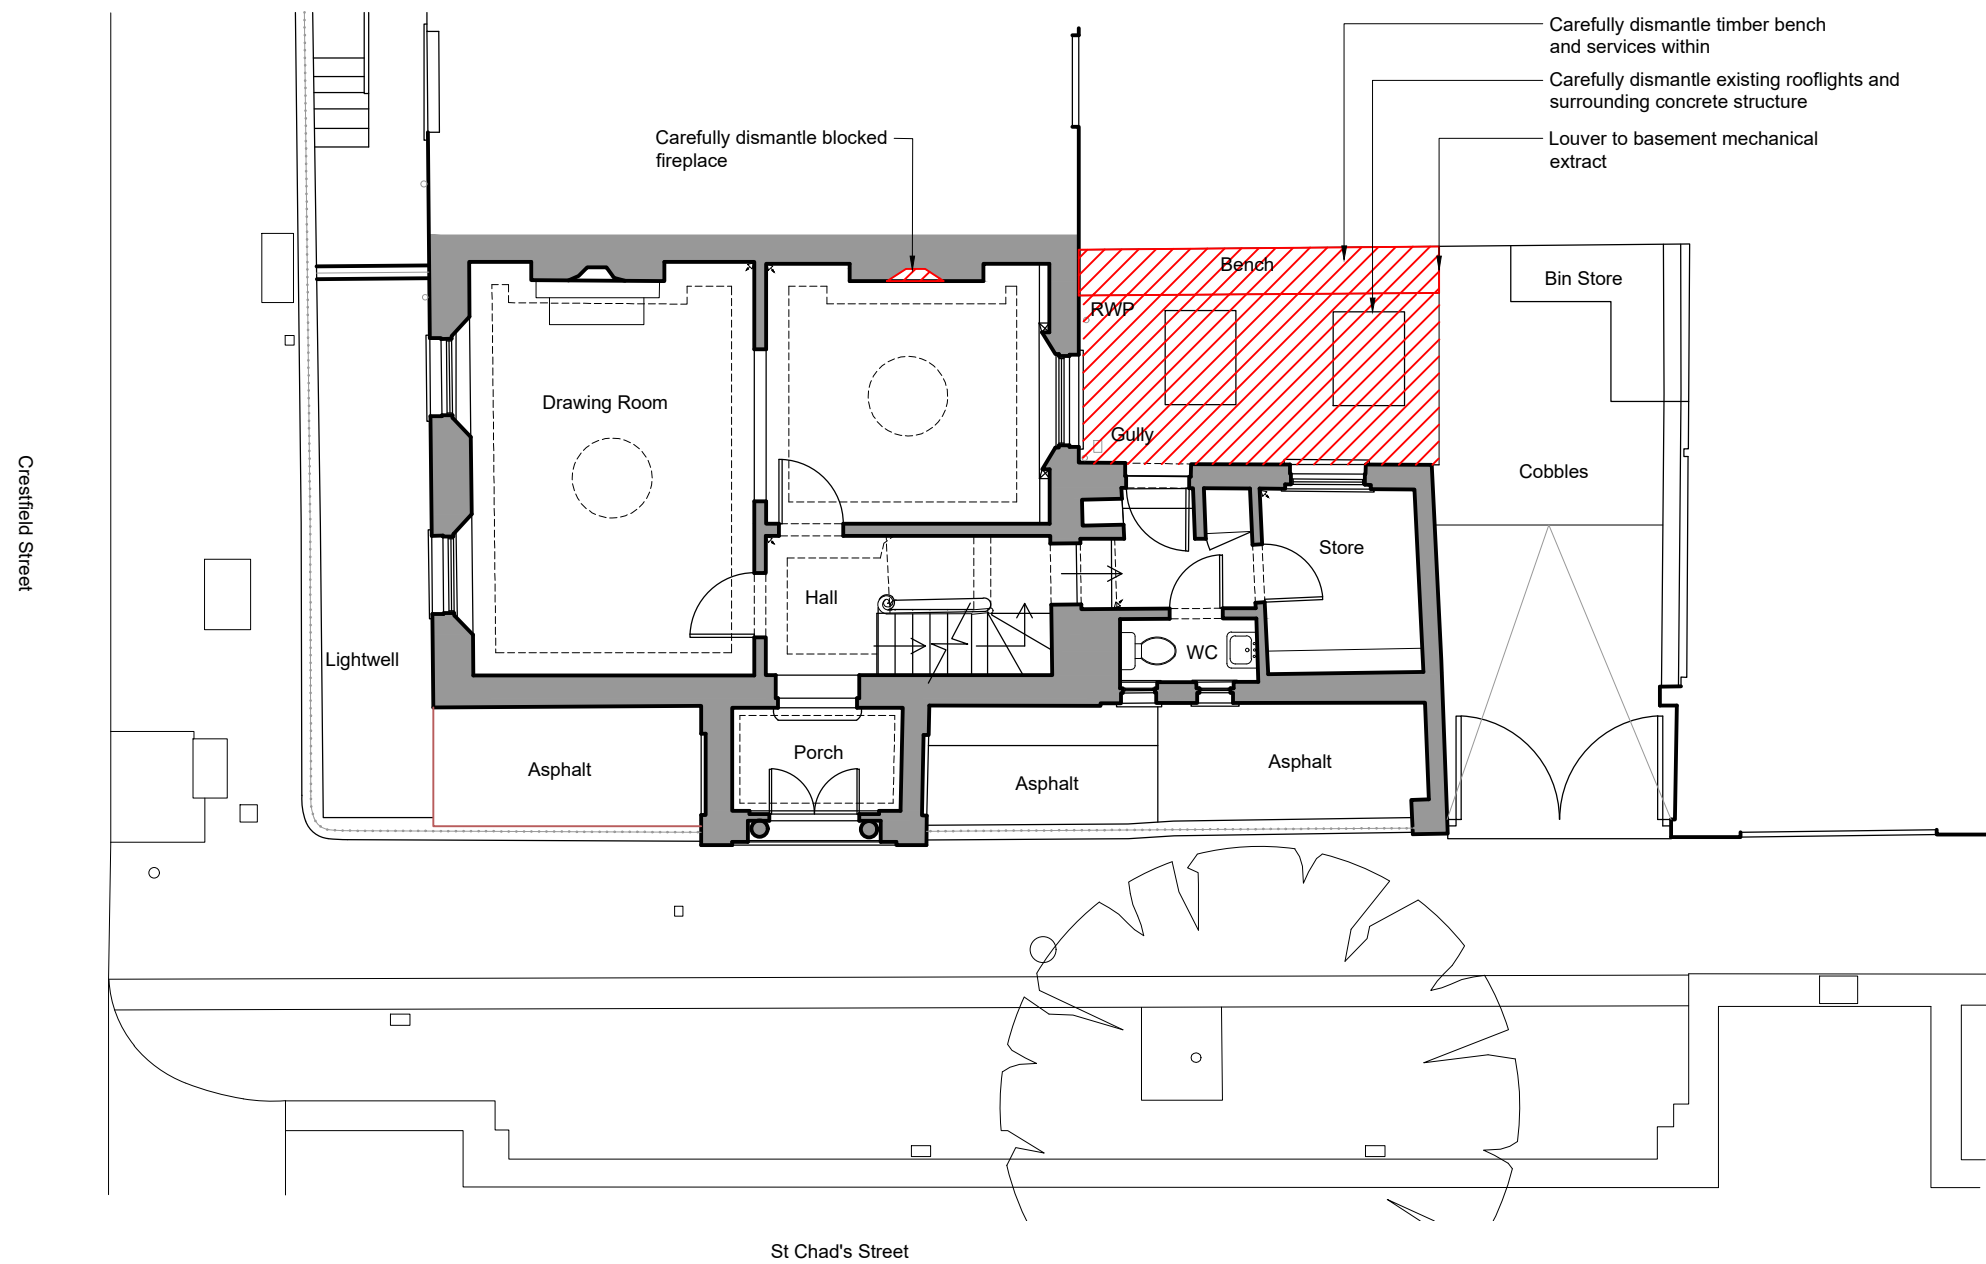 Carefully dismantle timber bench
and services within
Carefully dismantle existing rooflights and
surrounding concrete structure
Louver to basement mechanical
extract
Carefully dismantle blocked
fireplace
Bench
Bin Store
RWP
Drawing Room
Gully
Cobbles
Crestfield Street
Store
Hall
WC
Lightwell
Porch
Asphalt
Asphalt
Asphalt
St Chad's Street